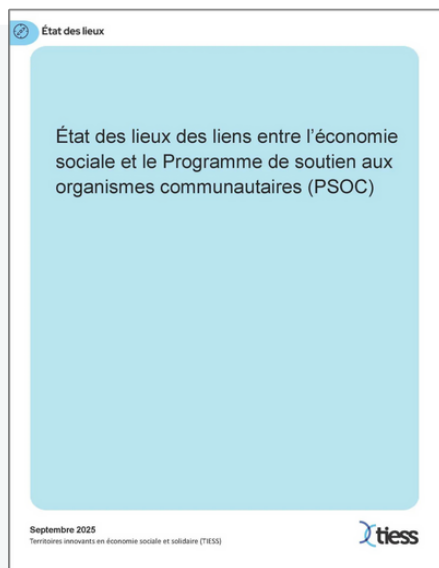 État des lieux
État des lieux des liens entre l’économie
sociale et le Programme de soutien aux
organismes communautaires (PSOC)
Septembre 2025
Territoires innovants en économie sociale et solidaire (TIESS)
tiess